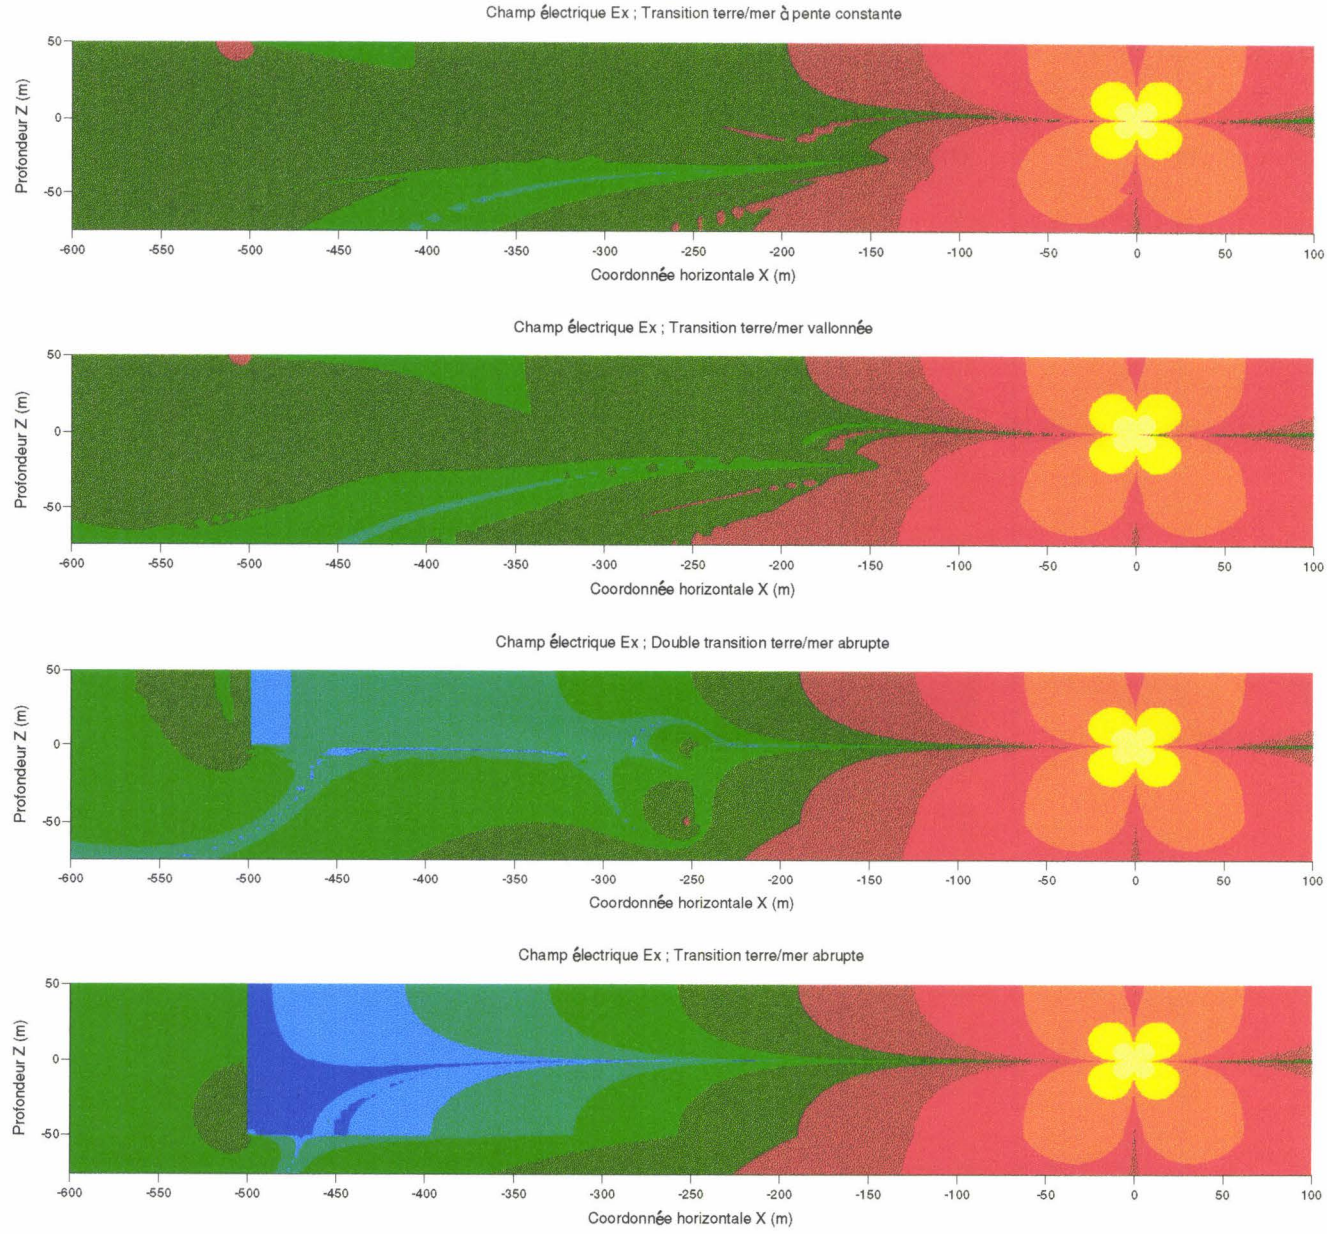 Champ électrique Ex ; Transition terre/mer à pente constante
Profondeur Z (m)
50
0
-50
-600 -550 -500 -450 -400 -350 -300 -250 -200 -150 -100 -50 0 50 100
Coordonnée horizontale X (m)
Champ électrique Ex ; Transition terre/mer vallonnée
Profondeur Z (m)
50
0
-50
-600 -550 -500 -450 -400 -350 -300 -250 -200 -150 -100 -50 0 50 100
Coordonnée horizontale X (m)
Champ électrique Ex ; Double transition terre/mer abrupte
Profondeur Z (m)
50
0
-50
-600 -550 -500 -450 -400 -350 -300 -250 -200 -150 -100 -50 0 50 100
Coordonnée horizontale X (m)
Champ électrique Ex ; Transition terre/mer abrupte
Profondeur Z (m)
50
0
-50
-600 -550 -500 -450 -400 -350 -300 -250 -200 -150 -100 -50 0 50 100
Coordonnée horizontale X (m)